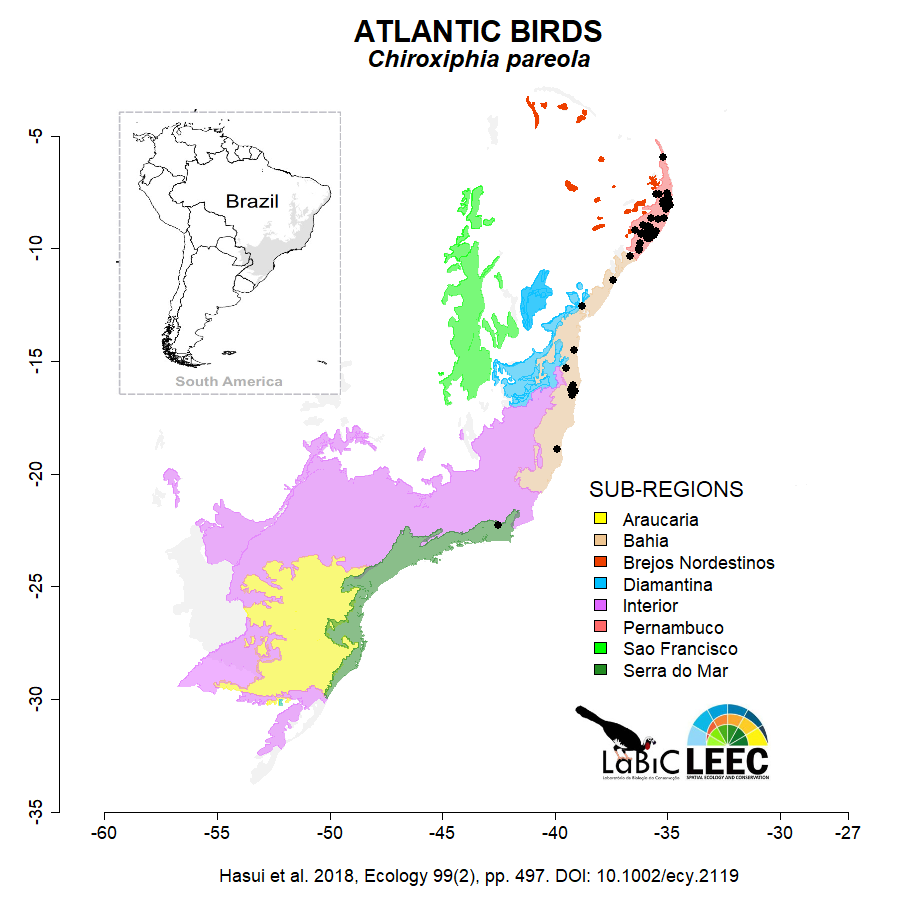 ATLANTIC BIRDS
Chiroxiphia pareola
Brazil
South America
-5
-10
-15
-20
-25
-30
-35
-60
-55
-50
-45
-40
-35
-30
-27
SUB-REGIONS
Araucaria
Bahia
Brejos Nordestinos
Diamantina
Interior
Pernambuco
Sao Francisco
Serra do Mar
LaBiC
Laboratório de Biologia da Conservação
LEEC
SPATIAL ECOLOGY AND CONSERVATION
Hasui et al. 2018, Ecology 99(2), pp. 497. DOI: 10.1002/ecy.2119